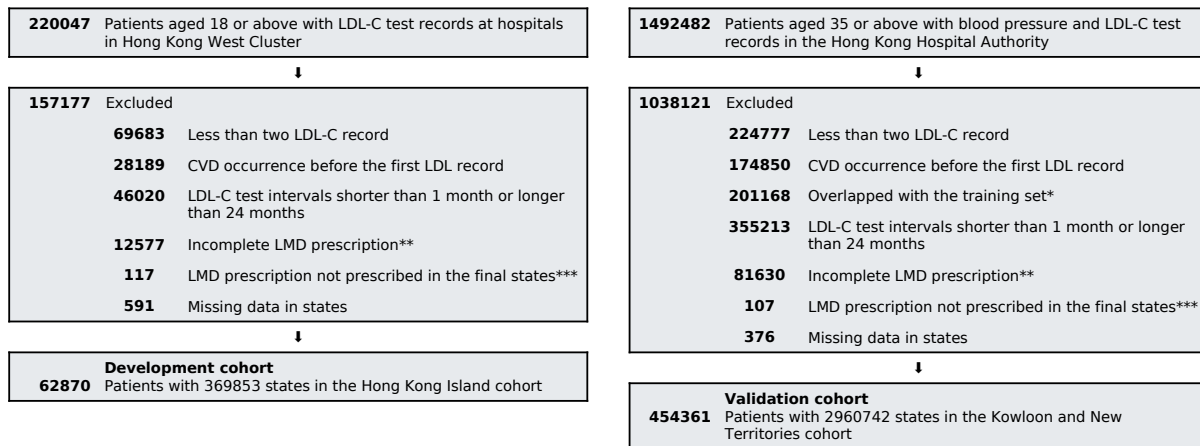 220047 Patients aged 18 or above with LDL-C test records at hospitals
in Hong Kong West Cluster
⬇
157177 Excluded
69683 Less than two LDL-C record
28189 CVD occurrence before the first LDL record
46020 LDL-C test intervals shorter than 1 month or longer
than 24 months
12577 Incomplete LMD prescription**
117 LMD prescription not prescribed in the final states***
591 Missing data in states
⬇
Development cohort
62870 Patients with 369853 states in the Hong Kong Island cohort
1492482 Patients aged 35 or above with blood pressure and LDL-C test
records in the Hong Kong Hospital Authority
⬇
1038121 Excluded
224777 Less than two LDL-C record
174850 CVD occurrence before the first LDL record
201168 Overlapped with the training set*
355213 LDL-C test intervals shorter than 1 month or longer
than 24 months
81630 Incomplete LMD prescription**
107 LMD prescription not prescribed in the final states***
376 Missing data in states
⬇
Validation cohort
454361 Patients with 2960742 states in the Kowloon and New
Territories cohort